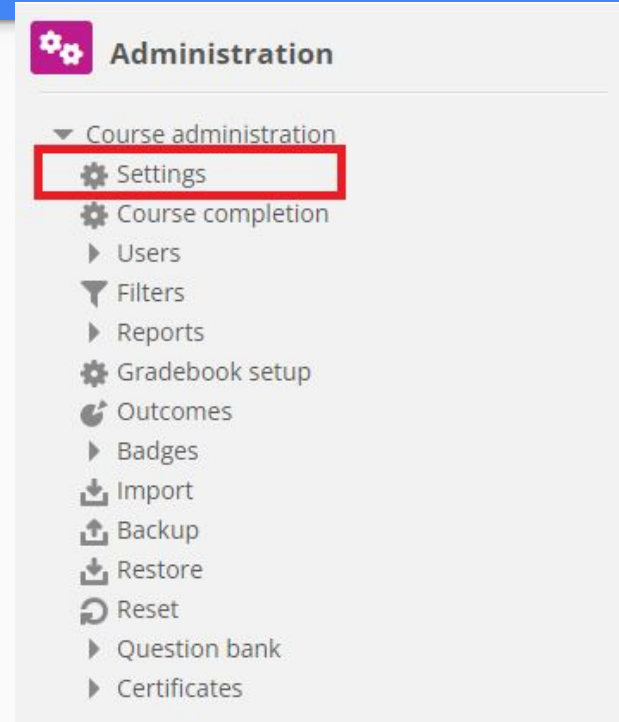 Administration
Course administration
Settings
Course completion
Users
Filters
Reports
Gradebook setup
Outcomes
Badges
Import
Backup
Restore
Reset
Question bank
Certificates